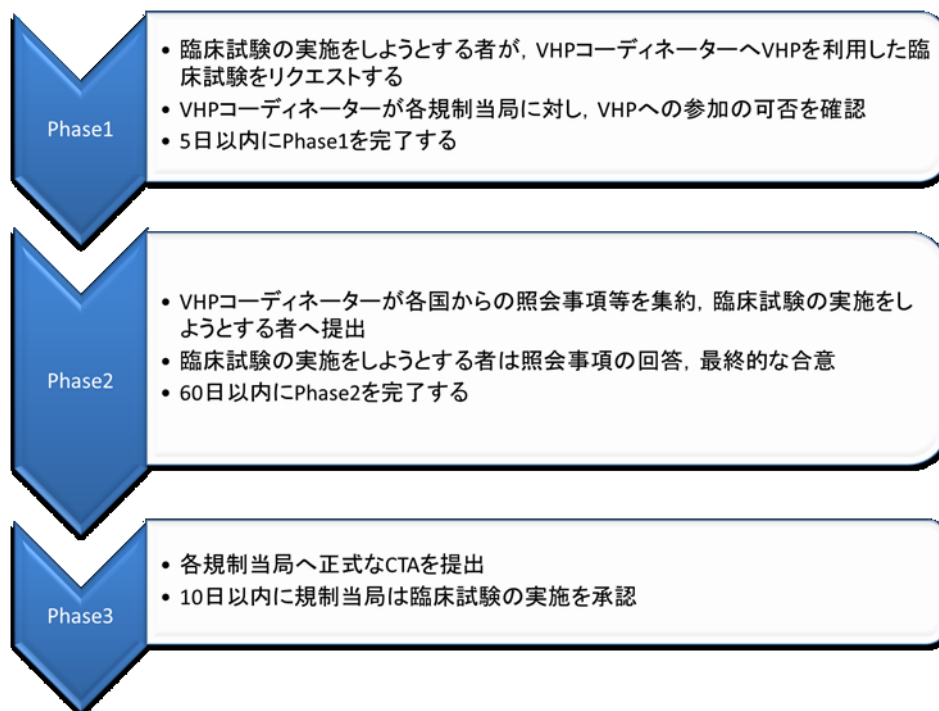 Phase1
• 臨床試験の実施をしようとする者が，VHPコーディネーターへVHPを利用した臨
床試験をリクエストする
• VHPコーディネーターが各規制当局に対し，VHPへの参加の可否を確認
• 5日以内にPhase1を完了する
Phase2
• VHPコーディネーターが各国からの照会事項等を集約，臨床試験の実施をし
ようとする者へ提出
• 臨床試験の実施をしようとする者は照会事項の回答，最終的な合意
• 60日以内にPhase2を完了する
Phase3
• 各規制当局へ正式なCTAを提出
• 10日以内に規制当局は臨床試験の実施を承認